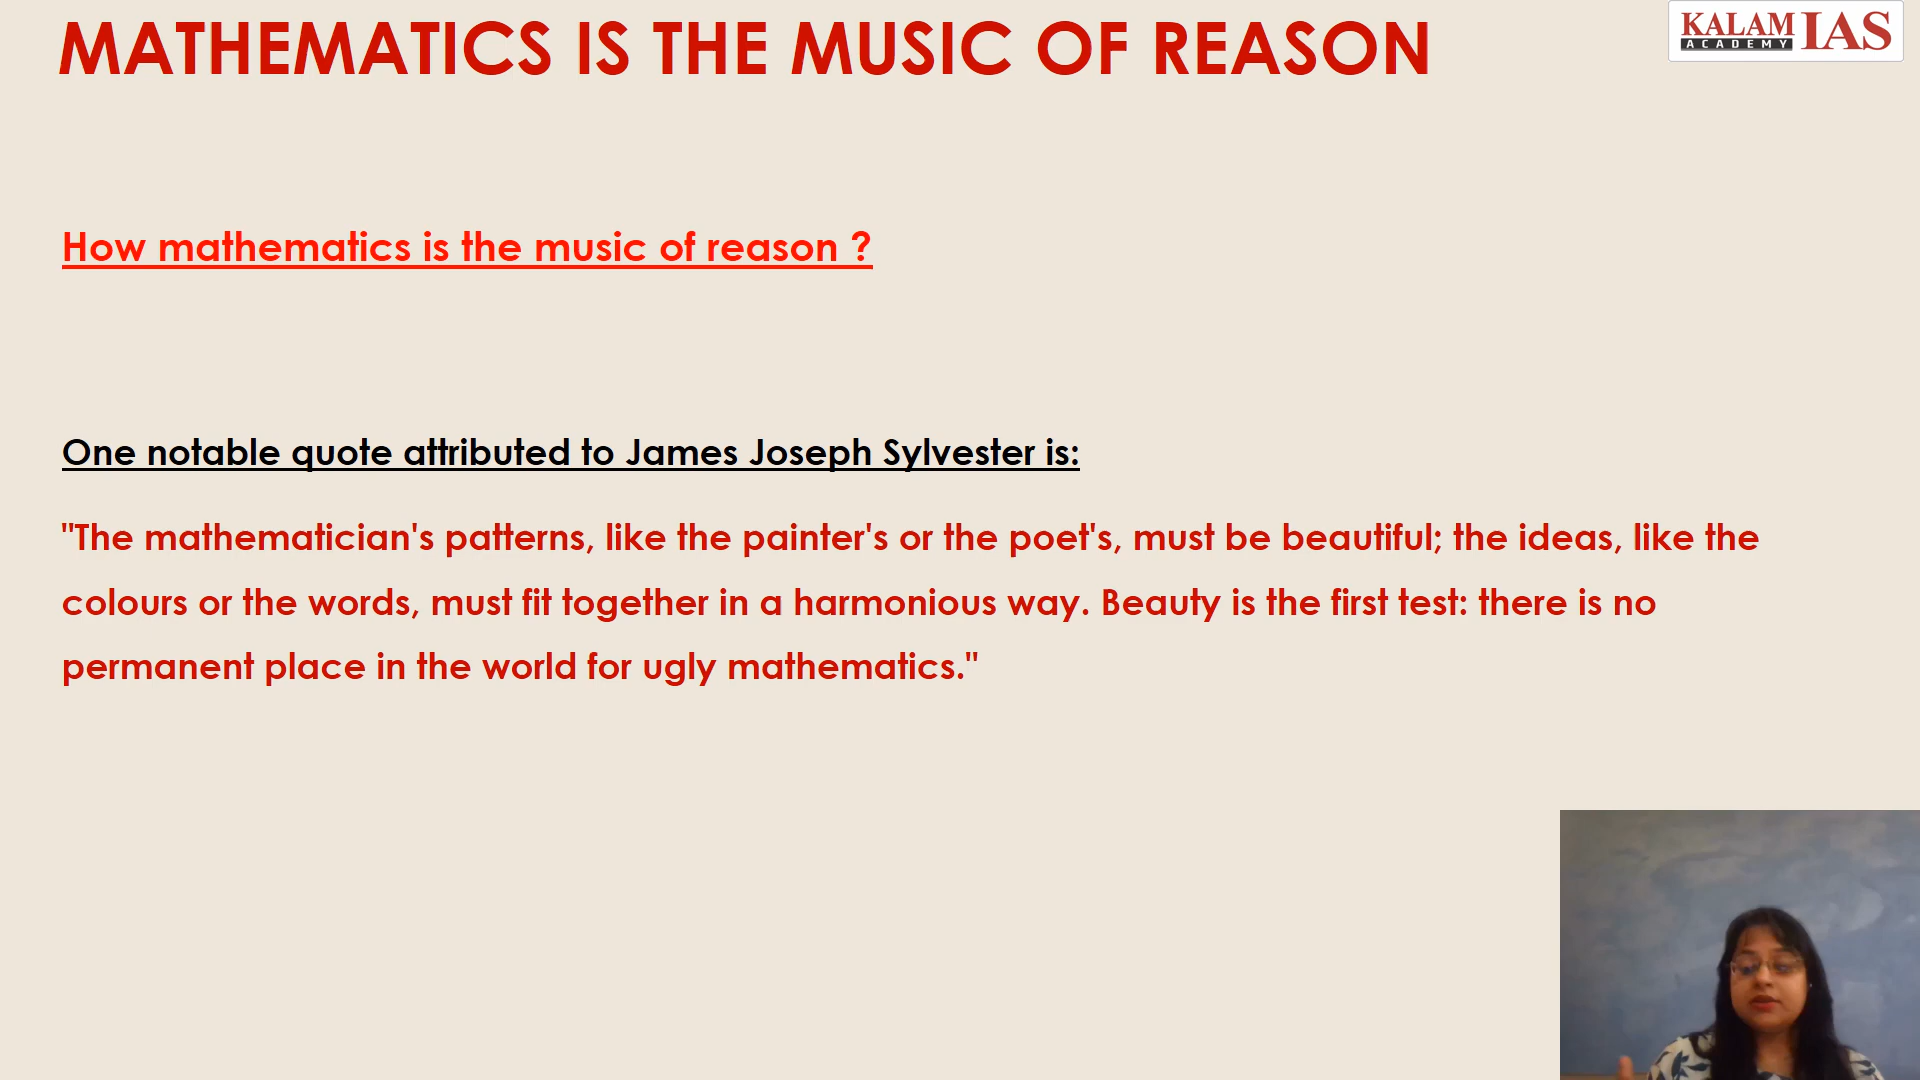 MATHEMATICS IS THE MUSIC OF REASON
KALAM IAS
ACADEMY
How mathematics is the music of reason ?
One notable quote attributed to James Joseph Sylvester is:
"The mathematician's patterns, like the painter's or the poet's, must be beautiful; the ideas, like the
colours or the words, must fit together in a harmonious way. Beauty is the first test: there is no
permanent place in the world for ugly mathematics."